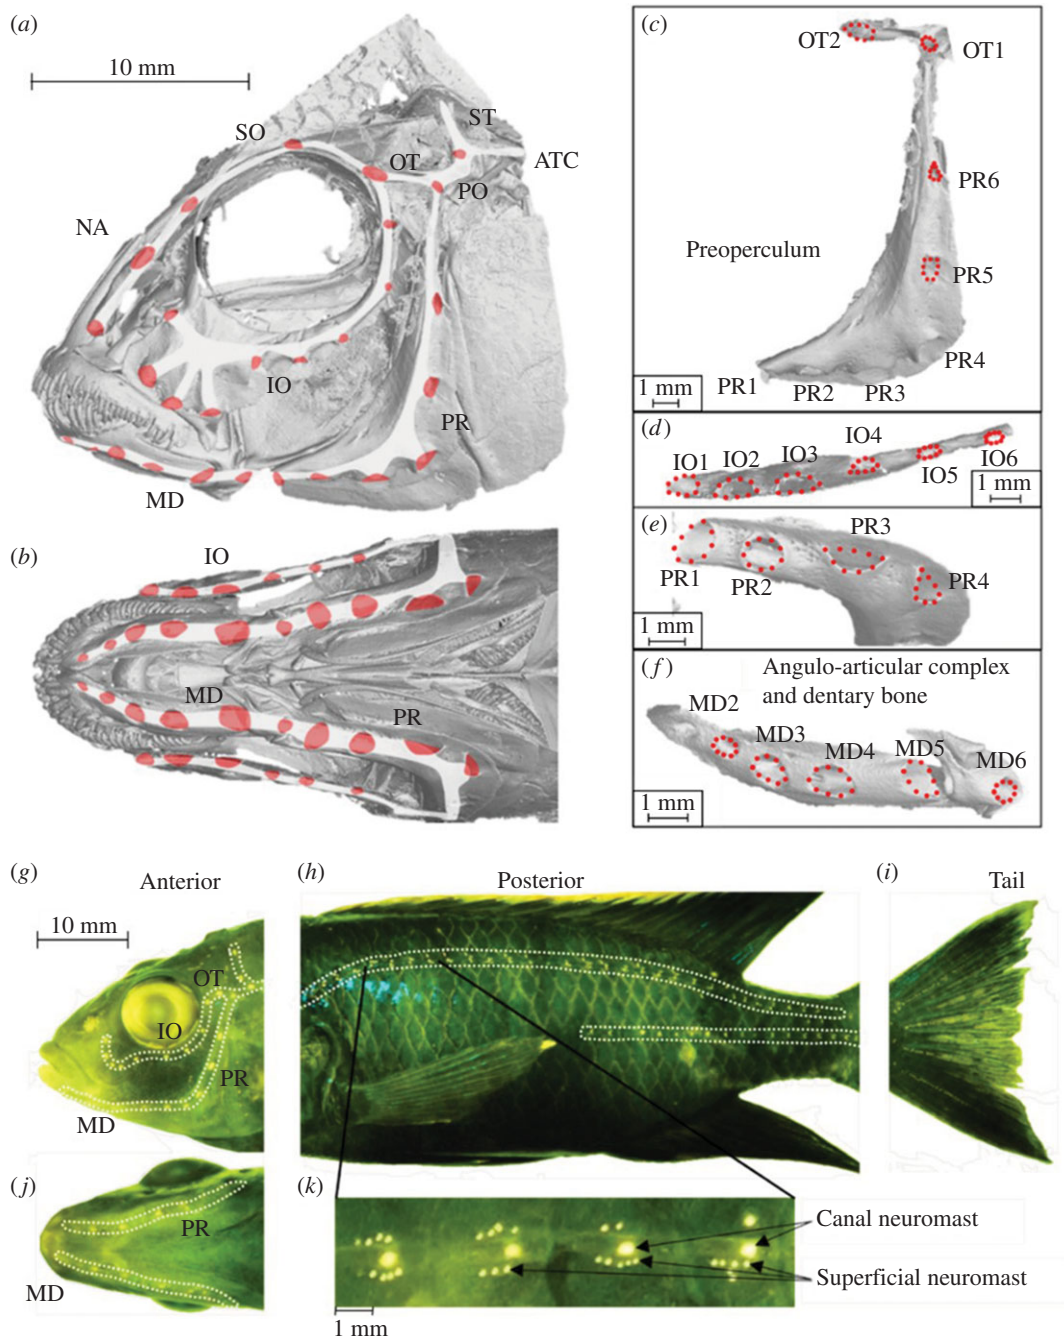 (a)
10 mm
SO
ST
OT
ATC
PO
NA
IO
PR
MD
(b)
IO
MD
PR
(c)
OT2
OT1
PR6
Preoperculum
PR5
PR4
PR1
PR2
PR3
1 mm
(d)
IO4
IO3
IO2
IO1
IO5
IO6
1 mm
(e)
PR3
PR1
PR2
PR4
1 mm
(f)
Angulo-articular complex
and dentary bone
MD2
MD3
MD4
MD5
MD6
1 mm
(g)
Anterior
10 mm
OT
IO
PR
MD
(h)
Posterior
(i)
Tail
(j)
PR
MD
(k)
Canal neuromast
Superficial neuromast
1 mm